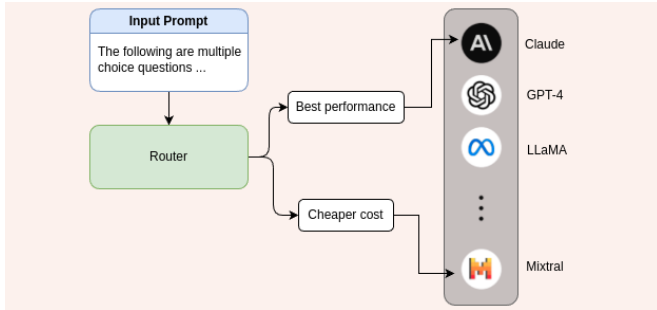 Input Prompt
The following are multiple
choice questions ...
Router
Best performance
Cheaper cost
Claude
GPT-4
LLaMA
Mixtral